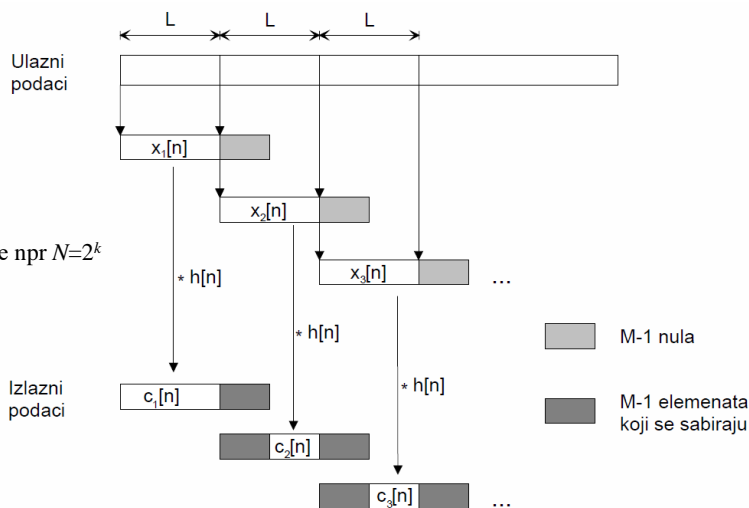 L L L
Ulazni
podaci
x₁[n]
x₂[n]
e npr N=2ᵏ
x₃[n]
* h[n]
...
* h[n]
M-1 nula
* h[n]
Izlazni
podaci
c₁[n]
M-1 elemenata
koji se sabiraju
c₂[n]
c₃[n]
...